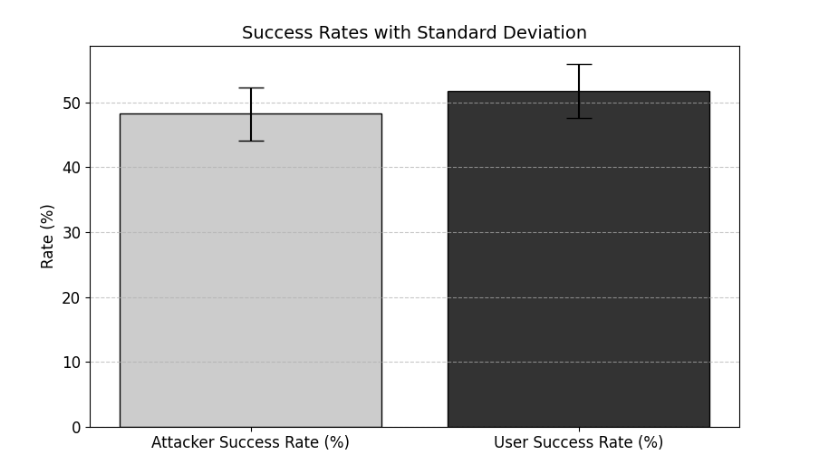 Success Rates with Standard Deviation
Rate (%)
50
40
30
20
10
0
Attacker Success Rate (%)
User Success Rate (%)